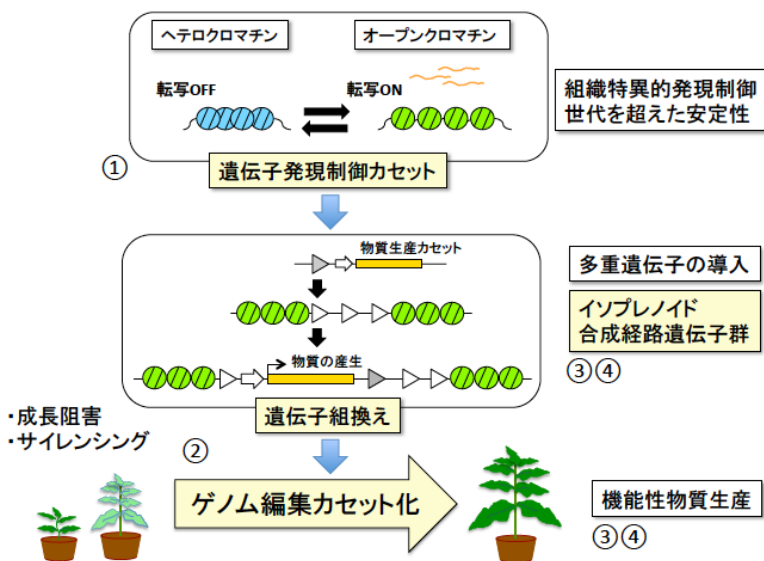 ヘテロクロマチン
オープンクロマチン
転写OFF
転写ON
組織特異的発現制御
世代を超えた安定性
①
遺伝子発現制御カセット
物質生産カセット
多重遺伝子の導入
イソプレノイド
合成経路遺伝子群
物質の産生
③④
遺伝子組換え
・成長阻害
・サイレンシング
②
ゲノム編集カセット化
機能性物質生産
③④